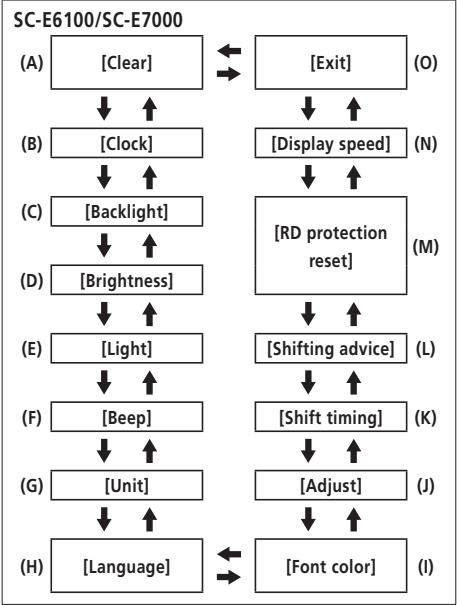 SC-E6100/SC-E7000
(A) [Clear]
(B) [Clock]
(C) [Backlight]
(D) [Brightness]
(E) [Light]
(F) [Beep]
(G) [Unit]
(H) [Language]
[Exit] (O)
[Display speed] (N)
[RD protection
reset] (M)
[Shifting advice] (L)
[Shift timing] (K)
[Adjust] (J)
[Font color] (I)